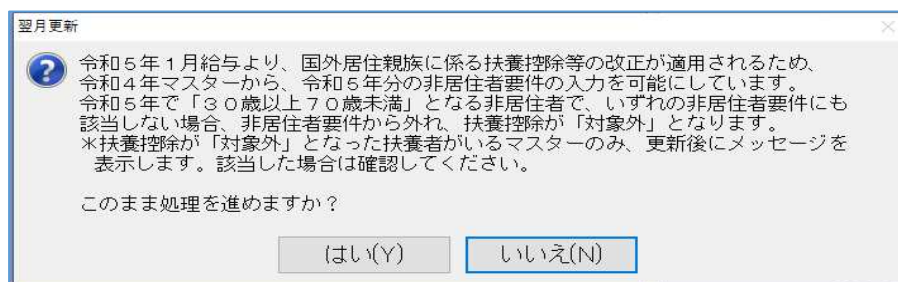 翌月更新
令和５年１月給与より、国外居住親族に係る扶養控除等の改正が適用されるため、
令和４年マスターから、令和５年分の非居住者要件の入力を可能にしています。
令和５年で「３０歳以上７０歳未満」となる非居住者で、いずれの非居住者要件にも
該当しない場合、非居住者要件から外れ、扶養控除が「対象外」となります。
＊扶養控除が「対象外」となった扶養者がいるマスターのみ、更新後にメッセージを
表示します。該当した場合は確認してください。
このまま処理を進めますか？
はい(Y)
いいえ(N)